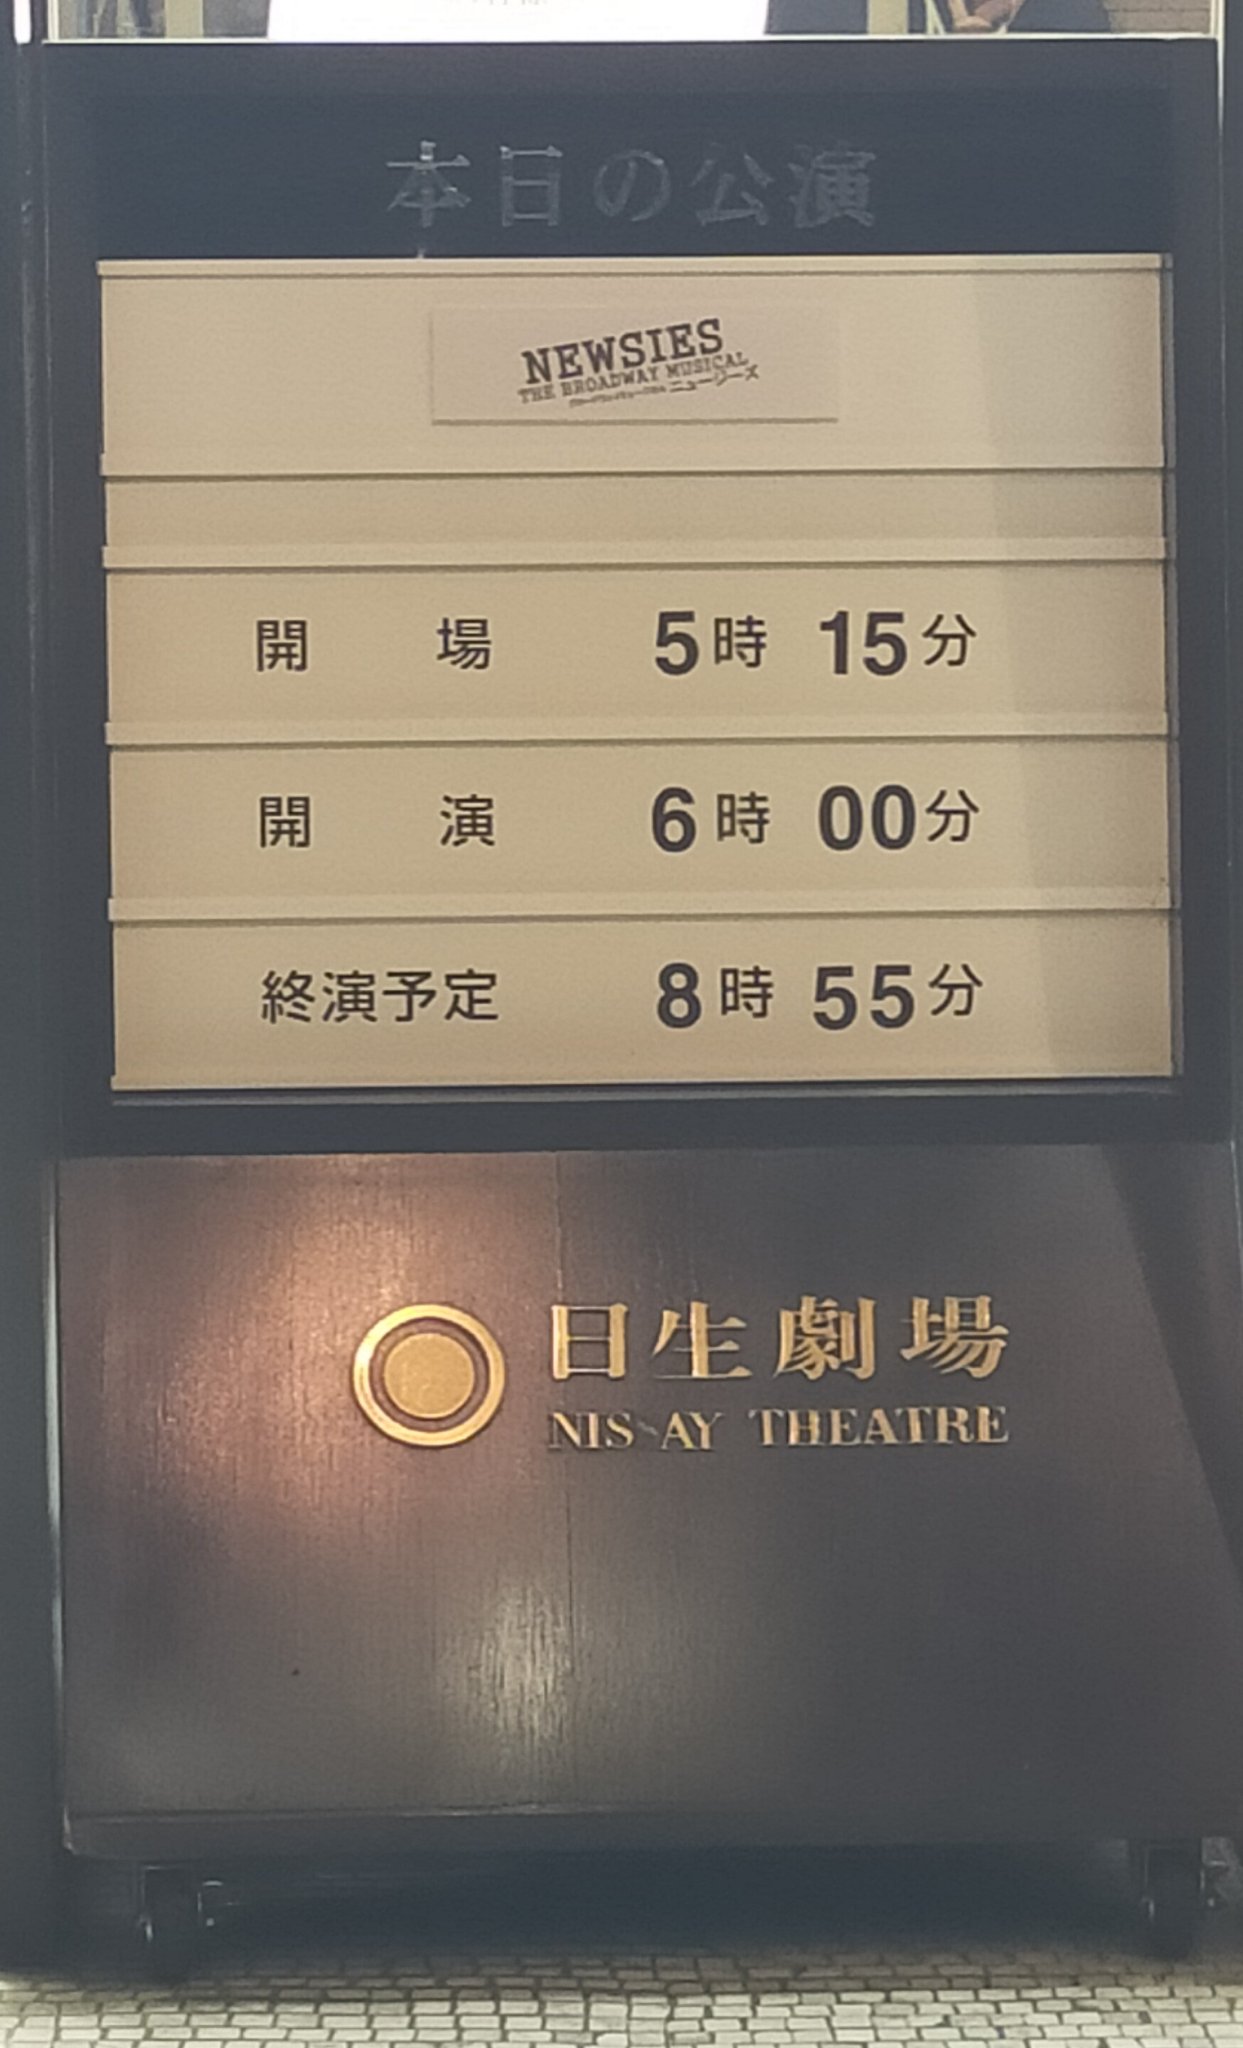 本日の公演
NEWSIES
THE BROADWAY MUSICAL
ニュージーズ
開場 5時 15分
開演 6時 00分
終演予定 8時 55分
日生劇場
NISSAY THEATRE